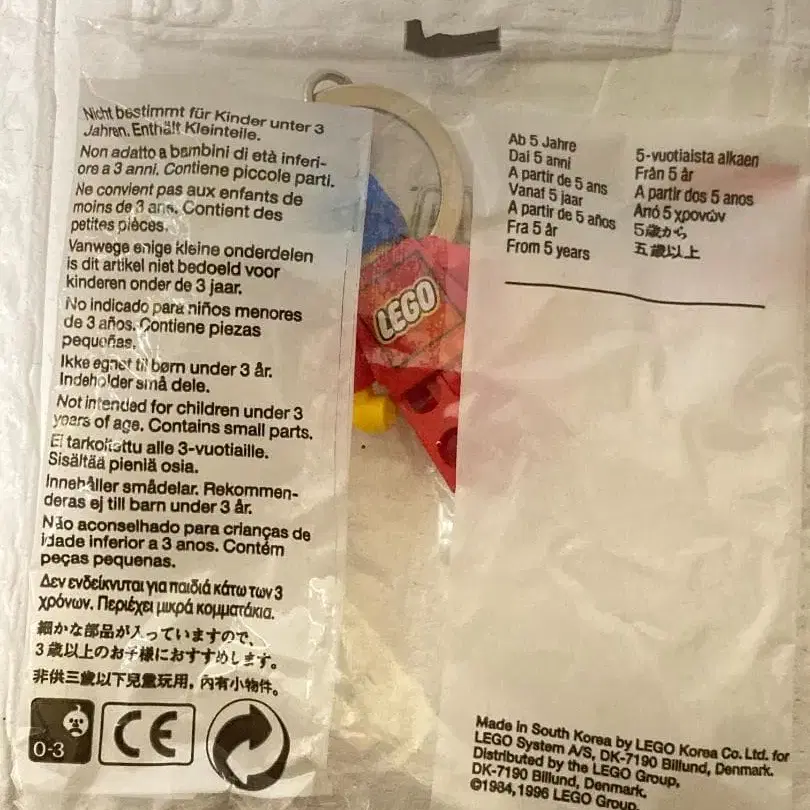 Nicht bestimmt für Kinder unter 3
Jahren. Enthält Kleinteile.
Non adatto a bambini di età inferi-
ore a 3 anni. Contiene piccole parti.
Ne convient pas aux enfants de
moins de 3 ans. Contient des
petites pièces.
Vanwege enige kleine onderdelen
is dit artikel niet bedoeld voor
kinderen onder de 3 jaar.
No indicado para niños menores
de 3 años. Contiene piezas
pequeñas.
Ikke egnet til børn under 3 år.
Indeholder små dele.
Not intended for children under 3
years of age. Contains small parts.
Ei tarkoitettu alle 3-vuotiaille.
Sisältää pieniä osia.
Innehåller smådelar. Rekommen-
deras ej till barn under 3 år.
Não aconselhado para crianças de
idade inferior a 3 anos. Contém
peças pequenas.
Δεν ενδείκνυται για παιδιά κάτω των 3
χρόνων. Περιέχει μικρά κομματάκια.
細かな部品が入っていますので、
3歳以上のお子様におすすめします。
非供三歲以下兒童玩用，內有小物件。
0-3
CE
LEGO
Ab 5 Jahre
Dai 5 anni
A partir de 5 ans
Vanaf 5 jaar
A partir de 5 años
Fra 5 år
From 5 years
5-vuotiaista alkaen
Från 5 år
A partir dos 5 anos
Από 5 χρονών
5歳から
五歲以上
Made in South Korea by LEGO Korea Co. Ltd. for
LEGO System A/S, DK-7190 Billund, Denmark.
Distributed by the LEGO Group,
DK-7190 Billund, Denmark.
©1984, 1996 LEGO Group.